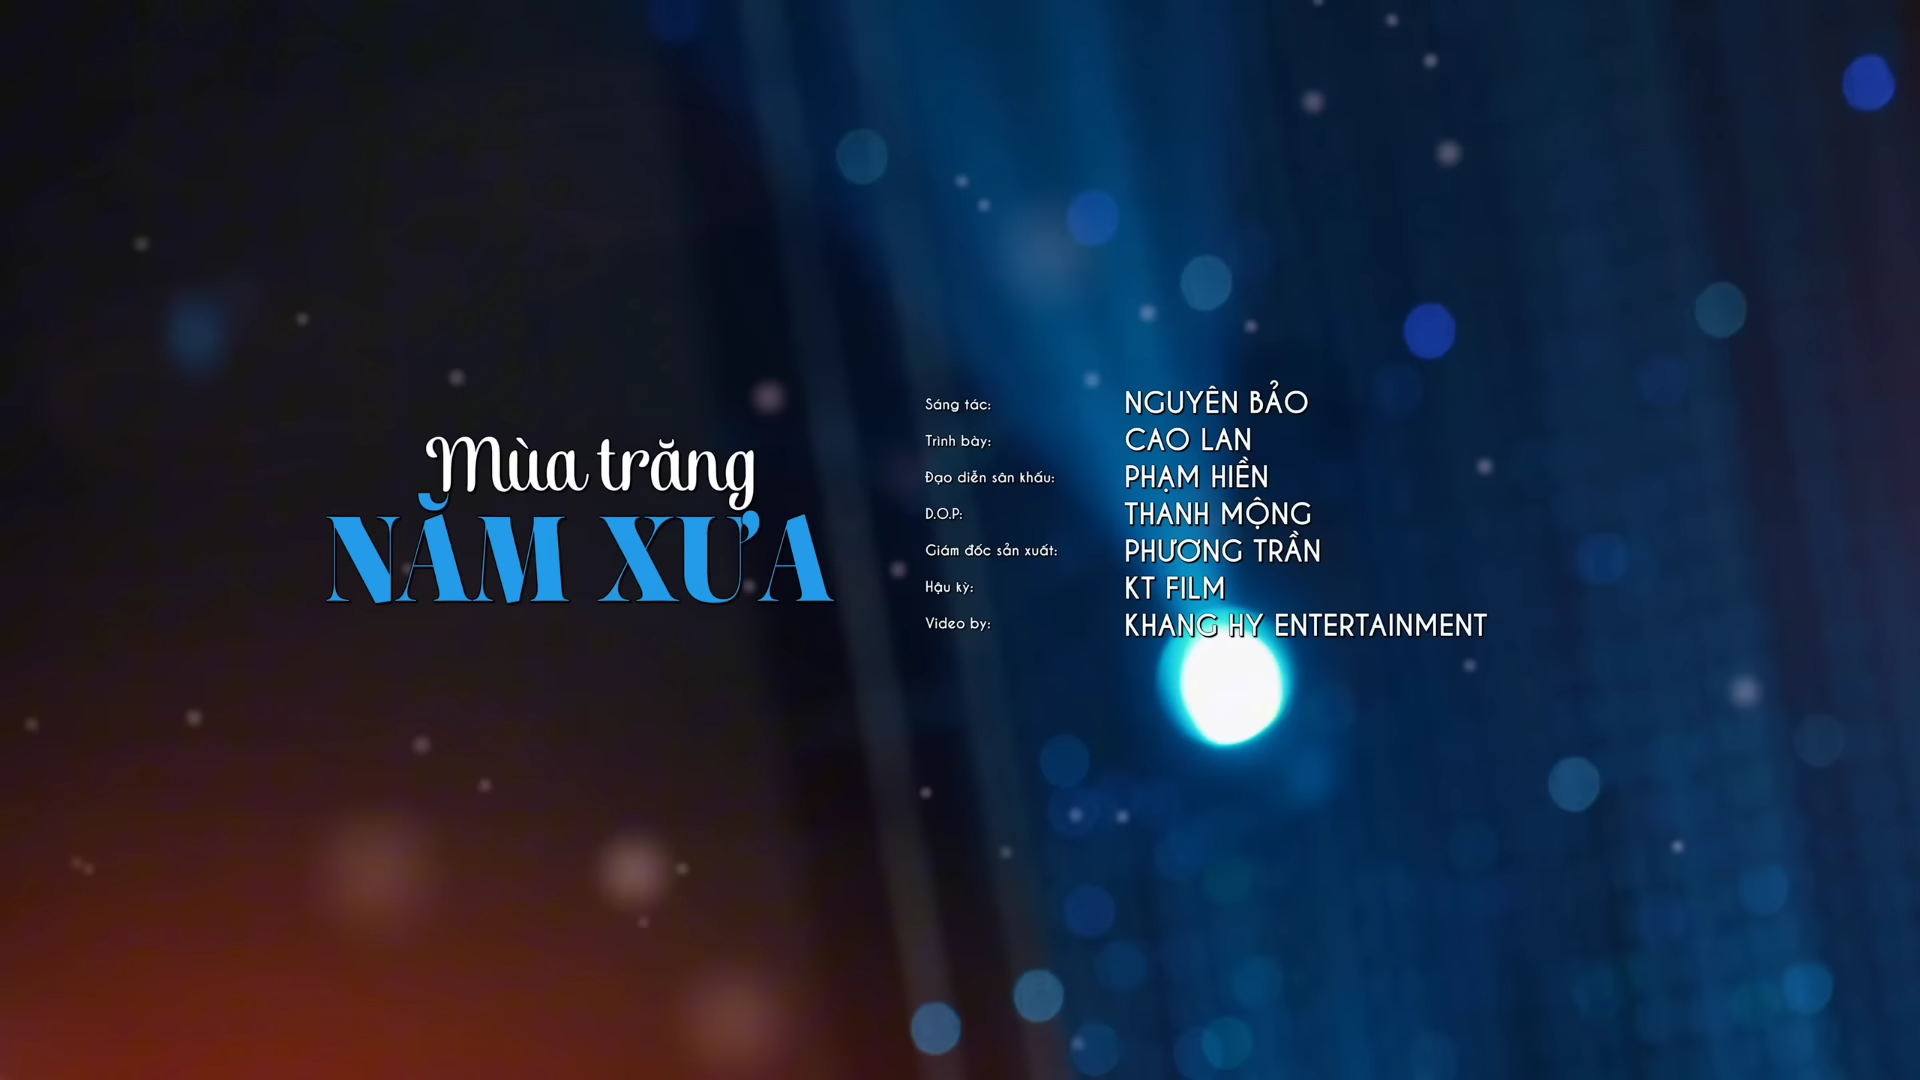 Mùa trăng
NĂM XƯA
Sáng tác: NGUYÊN BẢO
Trình bày: CAO LAN
Đạo diễn sân khấu: PHẠM HIỀN
D.O.P: THANH MỘNG
Giám đốc sản xuất: PHƯƠNG TRẦN
Hậu kỳ: KT FILM
Video by: KHANG HY ENTERTAINMENT